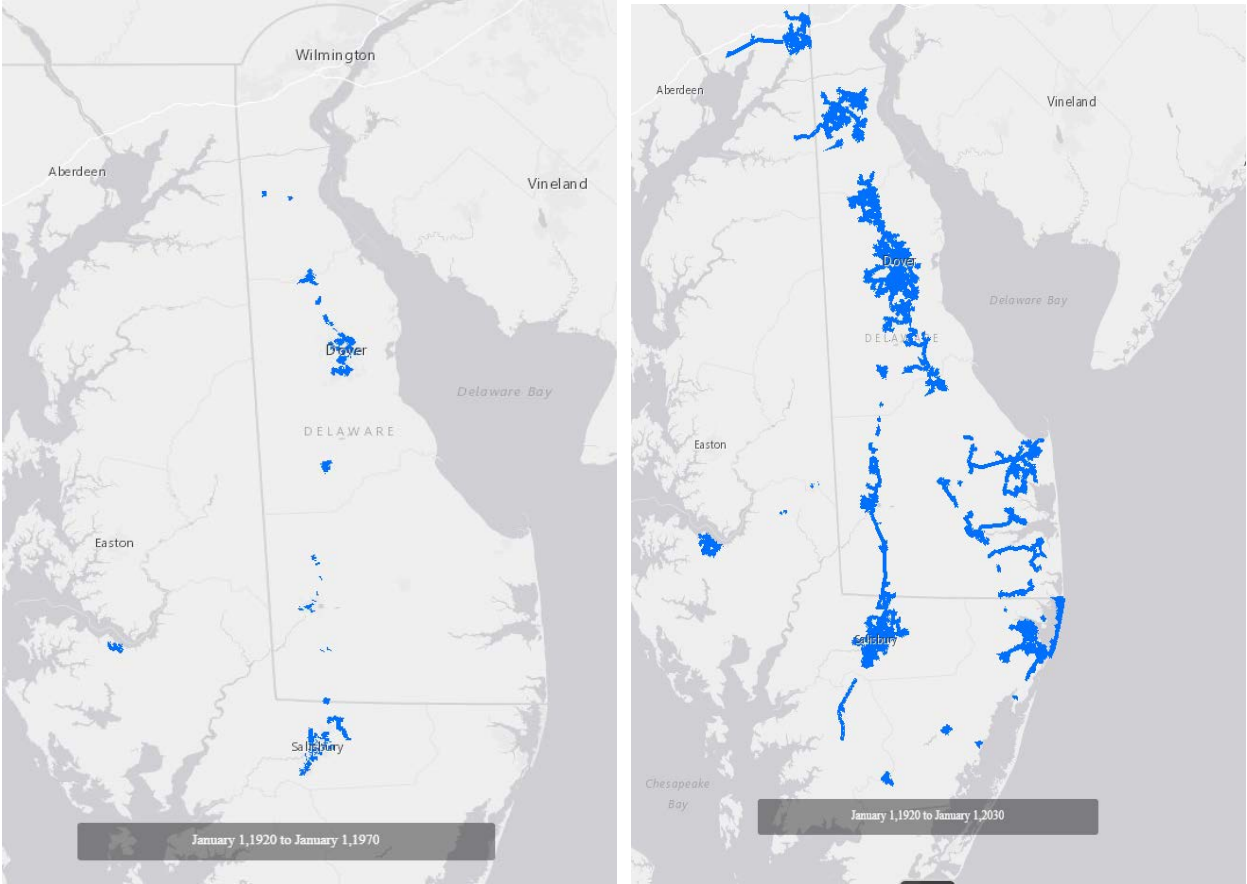 Wilmington
Aberdeen
Vineland
Dover
Delaware Bay
DELAWARE
Easton
Salisbury
January 1,1920 to January 1,1970
Aberdeen
Vineland
Dover
Delaware Bay
DELAWARE
Easton
Salisbury
Chesapeake
Bay
January 1,1920 to January 1,2030